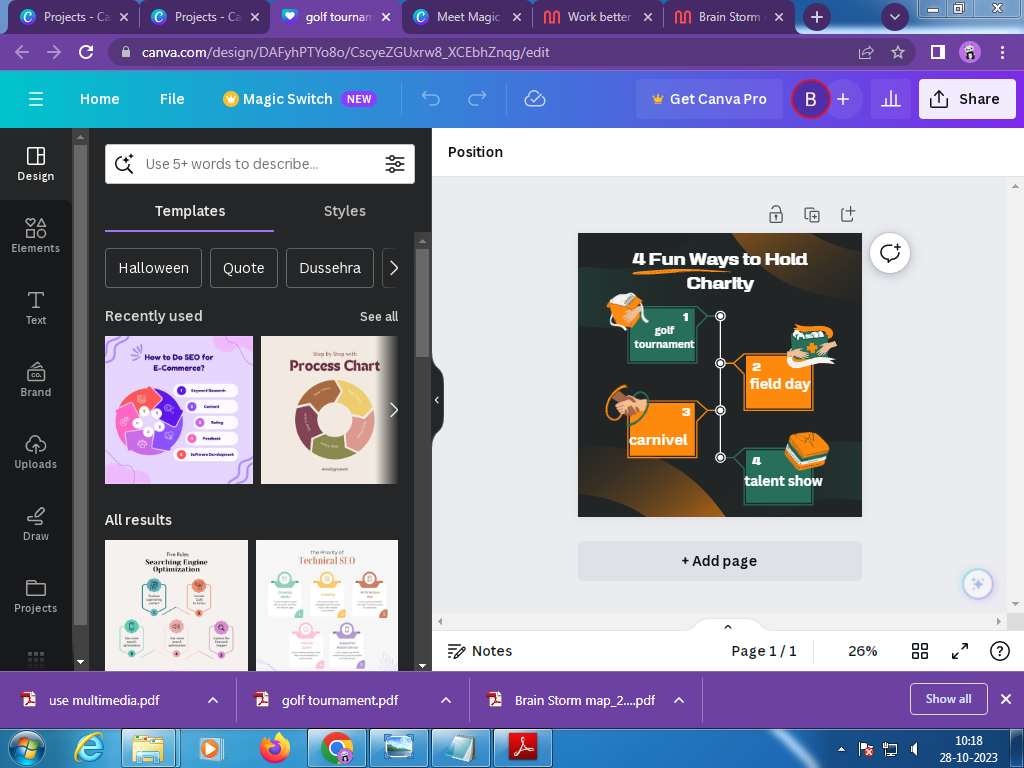 Projects - Ca
Projects - Ca
golf tournam
Meet Magic
Work better
Brain Storm
canva.com/design/DAFyhPTYo8o/CscyeZGUxrw8_XCEbhZnqg/edit
Home
File
Magic Switch
NEW
Get Canva Pro
B
Share
Design
Elements
Text
CO.
Brand
Uploads
Draw
Projects
Use 5+ words to describe...
Templates
Styles
Halloween
Quote
Dussehra
Recently used
See all
How to Do SEO for
E-Commerce?
Keyword Research
Content
Rating
Feedback
Software Development
Step By Step with
Process Chart
All results
Five Rules
Searching Engine
Optimization
The Priority of
Technical SEO
Position
4 Fun Ways to Hold
Charity
1
golf
tournament
2
field day
3
carnivel
4
talent show
+ Add page
Notes
Page 1 / 1
26%
use multimedia.pdf
golf tournament.pdf
Brain Storm map_2....pdf
Show all
10:18
28-10-2023